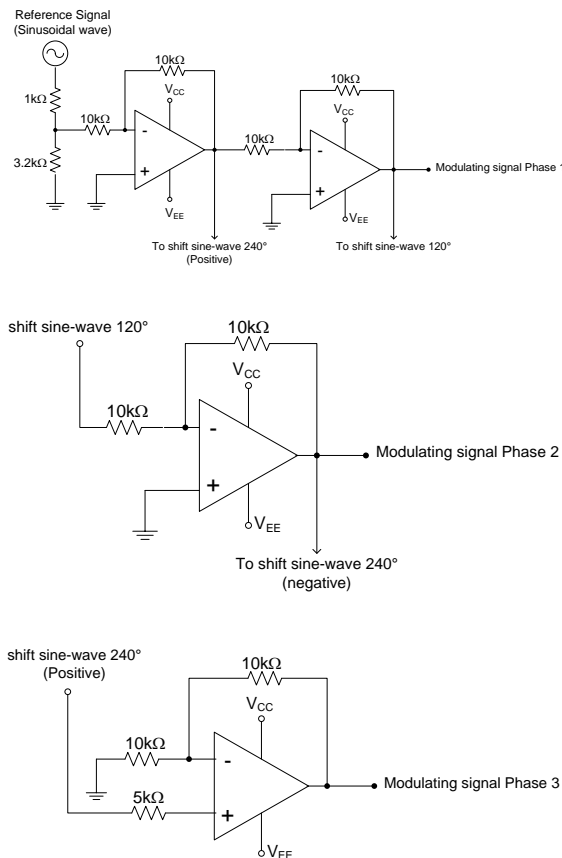 Reference Signal
(Sinusoidal wave)
10kΩ
10kΩ
1kΩ
VCC
VCC
10kΩ
10kΩ
-
-
3.2kΩ
+
+
Modulating signal Phase 1
VEE
VEE
To shift sine-wave 240°
(Positive)
To shift sine-wave 120°
shift sine-wave 120°
10kΩ
VCC
10kΩ
-
Modulating signal Phase 2
+
VEE
To shift sine-wave 240°
(negative)
shift sine-wave 240°
(Positive)
10kΩ
VCC
10kΩ
-
Modulating signal Phase 3
5kΩ
+
VEE